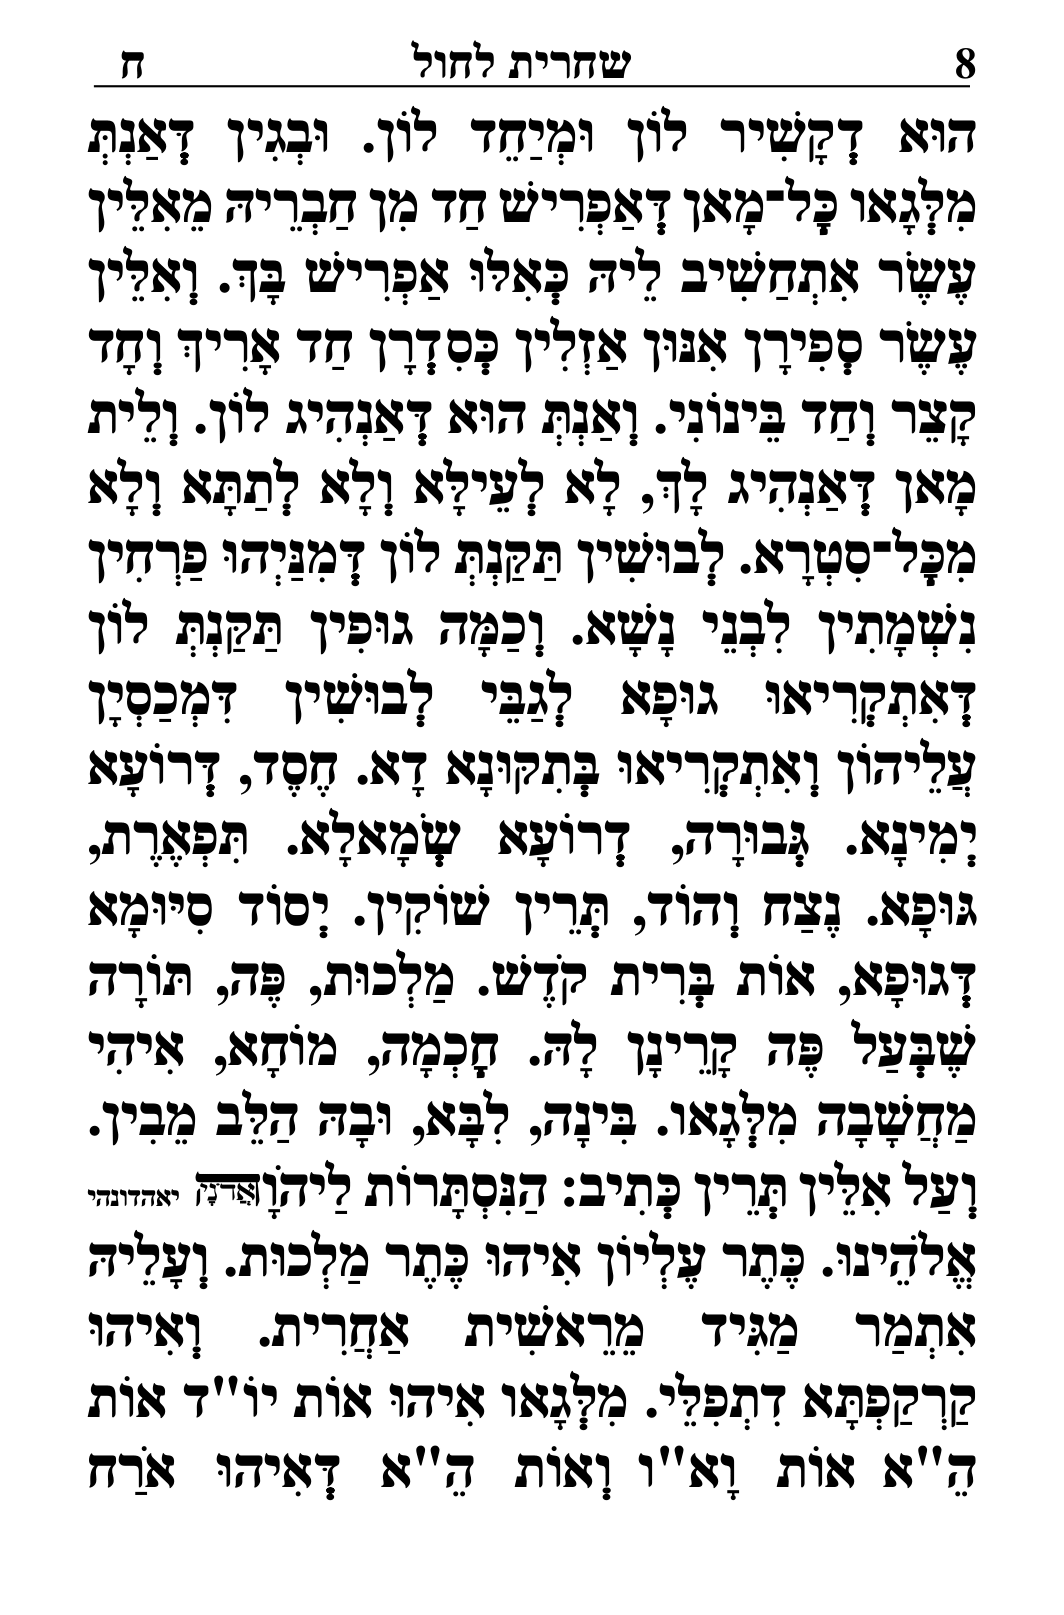 8 שחרית לחול ח
הוּא דְקָשִׁיר לוֹן וּמְיַחֵד לוֹן. וּבְגִין דְּאַנְתְּ
מִלְּגָאו כָּל־מָאן דְּאַפְרִישׁ חַד מִן חַבְרֵיהּ מֵאִלֵּין
עֶשֶׂר אִתְחַשִׁיב לֵיהּ כְּאִלּוּ אַפְרִישׁ בָּךְ. וְאִלֵּין
עֶשֶׂר סְפִירָן אִנּוּן אַזְלִין כְּסִדְרָן חַד אָרִיךְ וְחָד
קָצֵר וְחַד בֵּינוֹנִי. וְאַנְתְּ הוּא דְּאַנְהִיג לוֹן. וְלֵית
מָאן דְּאַנְהִיג לָךְ, לָא לְעֵילָּא וְלָא לְתַתָּא וְלָא
מִכָּל־סִטְרָא. לְבוּשִׁין תַּקַּנְתְּ לוֹן דְּמִנַּיְהוּ פַּרְחִין
נִשְׁמָתִין לִבְנֵי נָשָׁא. וְכַמָּה גוּפִין תַּקַּנְתְּ לוֹן
דְּאִתְקְרִיאוּ גוּפָא לְגַבֵּי לְבוּשִׁין דִּמְכַסְיָן
עֲלֵיהוֹן וְאִתְקְרִיאוּ בְּתִקוּנָא דָא. חֶסֶד, דְּרוֹעָא
יְמִינָא. גְּבוּרָה, דְרוֹעָא שְׂמָאלָא. תִּפְאֶרֶת,
גּוּפָא. נֶצַח וְהוֹד, תְּרֵין שׁוֹקִין. יְסוֹד סִיּוּמָא
דְּגוּפָא, אוֹת בְּרִית קֹדֶשׁ. מַלְכוּת, פֶּה, תּוֹרָה
שֶׁבְּעַל פֶּה קָרֵינָן לָהּ. חָכְמָה, מוֹחָא, אִיהִי
מַחֲשָׁבָה מִלְּגָאו. בִּינָה, לִבָּא, וּבָהּ הַלֵּב מֵבִין.
וְעַל אִלֵּין תְּרֵין כְּתִיב: הַנִּסְתָּרוֹת לַיהֹוָה אֲדֹנָי יאהדונהי
אֱלֹהֵינוּ. כֶּתֶר עֶלְיוֹן אִיהוּ כֶּתֶר מַלְכוּת. וְעָלֵיהּ
אִתְמַר מַגִּיד מֵרֵאשִׁית אַחֲרִית. וְאִיהוּ
קַרְקַפְתָּא דִתְפִלֵּי. מִלְּגָאו אִיהוּ אוֹת יוֹ"ד אוֹת
הֵ"א אוֹת וָא"ו וְאוֹת הֵ"א דְּאִיהוּ אֹרַח